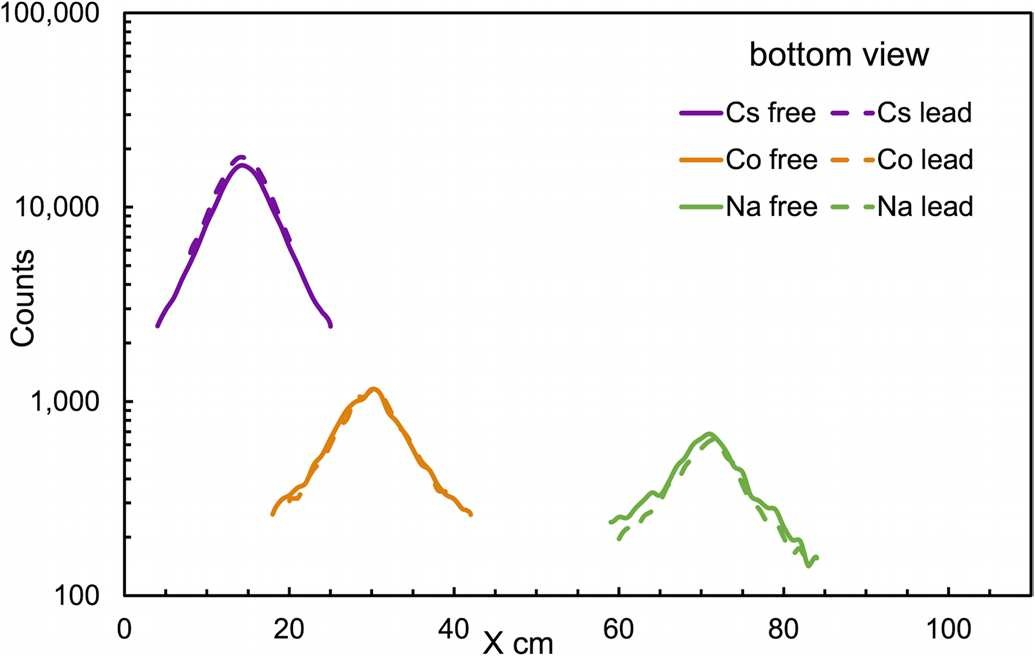 100,000
10,000
1,000
100
Counts
bottom view
Cs free Cs lead
Co free Co lead
Na free Na lead
0 20 40 60 80 100
X cm